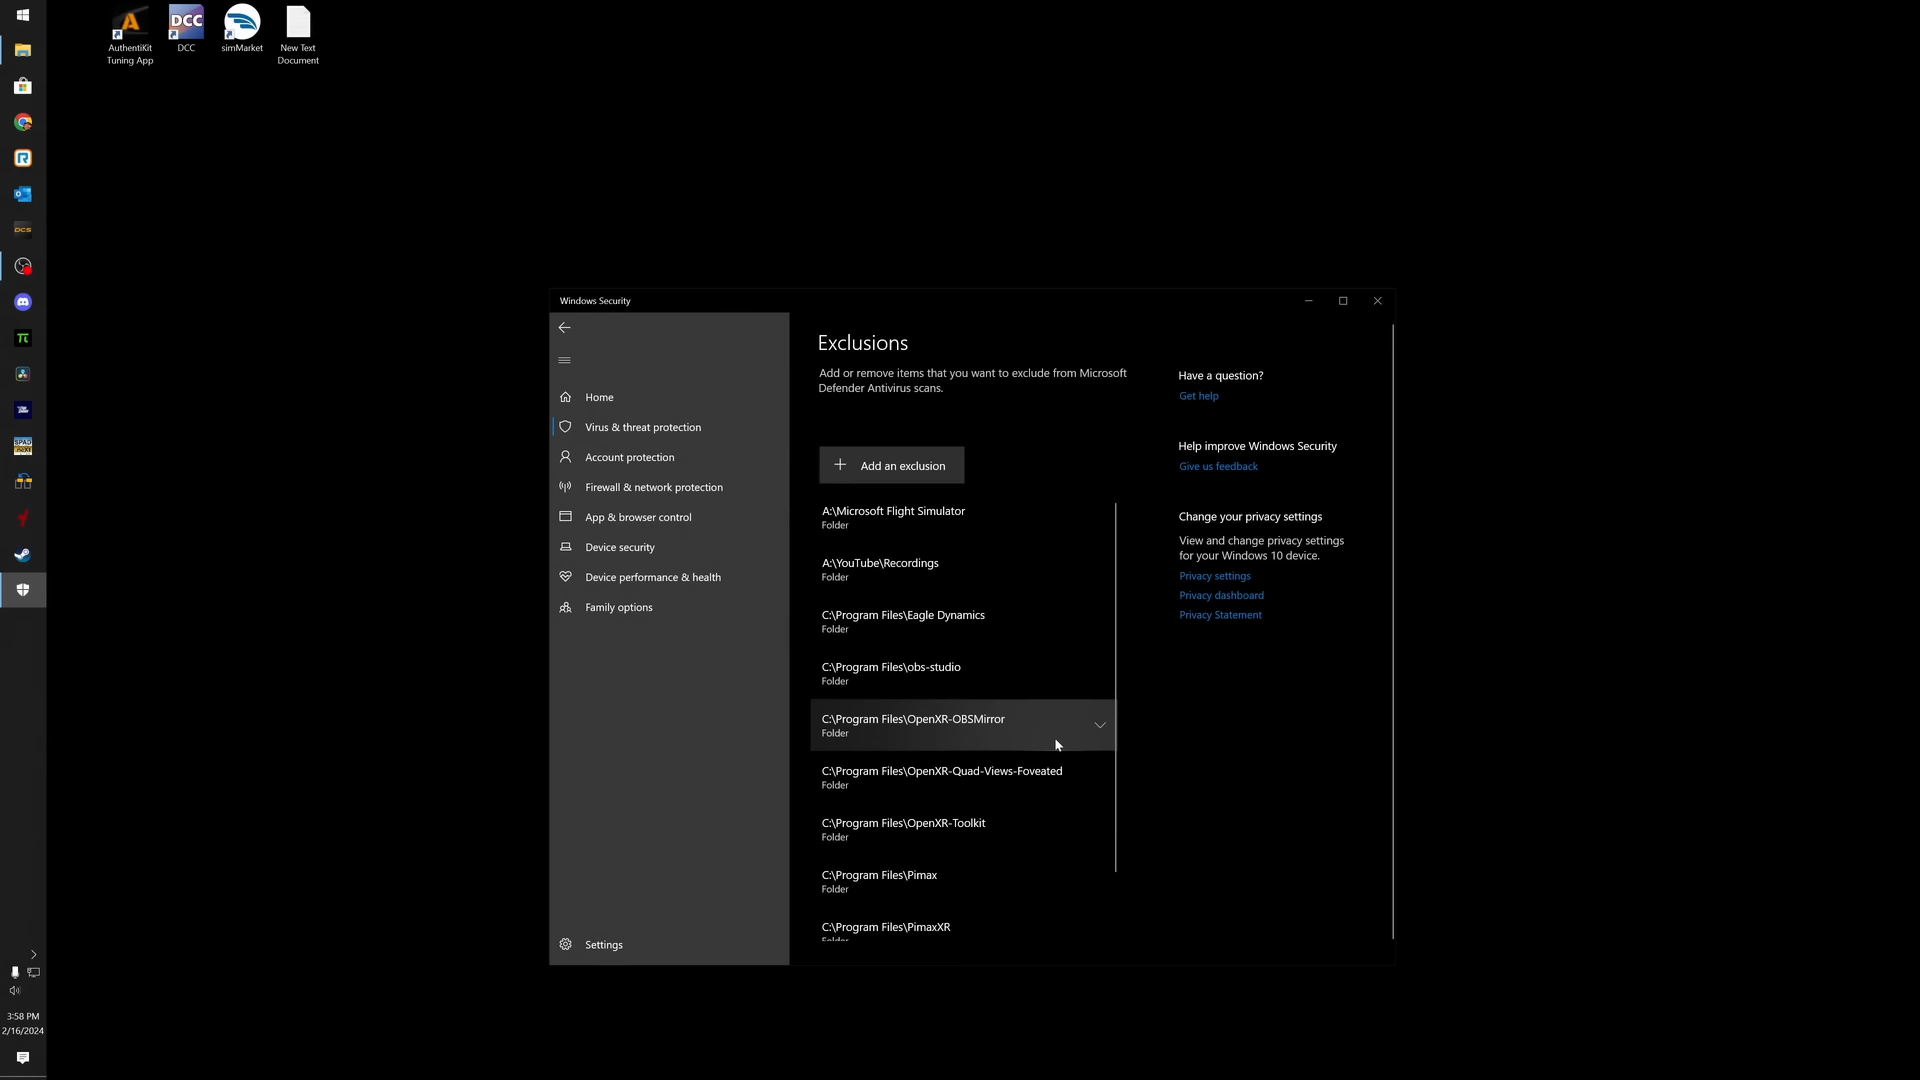 AuthentiKit
Tuning App
DCC
DCC
simMarket
New Text
Document
DCS
SPAD
Windows Security
Home
Virus & threat protection
Account protection
Firewall & network protection
App & browser control
Device security
Device performance & health
Family options
Settings
Exclusions
Add or remove items that you want to exclude from Microsoft
Defender Antivirus scans.
Add an exclusion
A:\Microsoft Flight Simulator
Folder
A:\YouTube\Recordings
Folder
C:\Program Files\Eagle Dynamics
Folder
C:\Program Files\obs-studio
Folder
C:\Program Files\OpenXR-OBSMirror
Folder
C:\Program Files\OpenXR-Quad-Views-Foveated
Folder
C:\Program Files\OpenXR-Toolkit
Folder
C:\Program Files\Pimax
Folder
C:\Program Files\PimaxXR
Folder
Have a question?
Get help
Help improve Windows Security
Give us feedback
Change your privacy settings
View and change privacy settings
for your Windows 10 device.
Privacy settings
Privacy dashboard
Privacy Statement
3:58 PM
2/16/2024